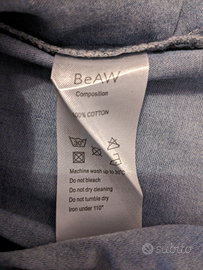 BeAW
Composition
100% COTTON
30°
Machine wash up to 30°C
Do not bleach
Do not dry cleaning
Do not tumble dry
Iron under 110°
subito